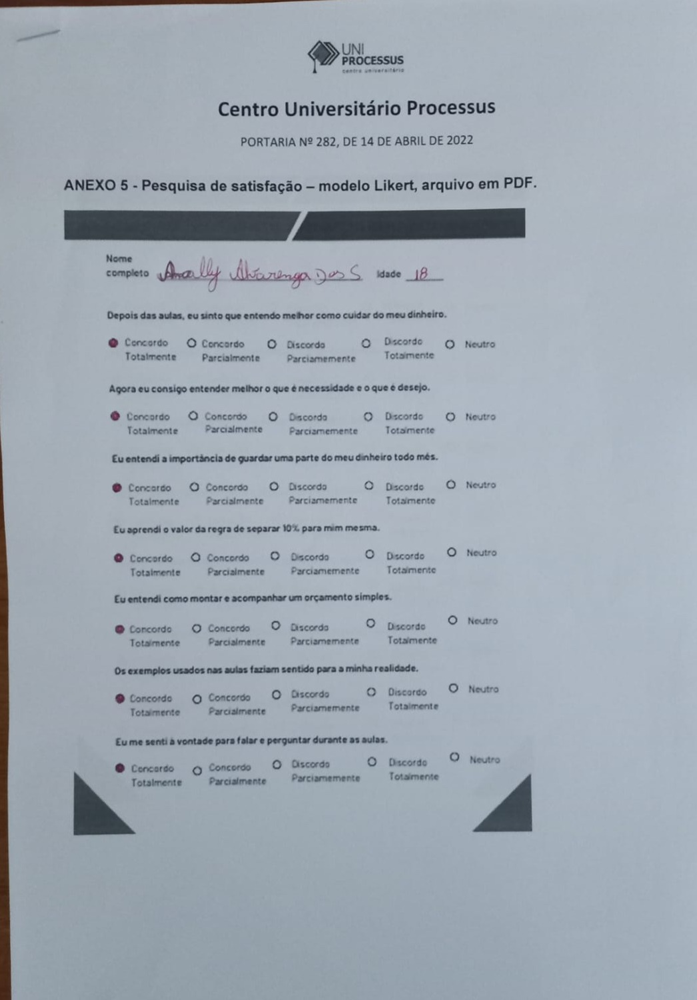 UNI
PROCESSUS
centro universitário
Centro Universitário Processus
PORTARIA Nº 282, DE 14 DE ABRIL DE 2022
ANEXO 5 - Pesquisa de satisfação – modelo Likert, arquivo em PDF.
Nome
completo Alvarenga Dos S Idade 18
Depois das aulas, eu sinto que entendo melhor como cuidar do meu dinheiro.
Concordo Concordo Discordo Discordo Neutro
Totalmente Parcialmente Parciamemente Totalmente
Agora eu consigo entender melhor o que é necessidade e o que é desejo.
Concordo Concordo Discordo Discordo Neutro
Totalmente Parcialmente Parciamemente Totalmente
Eu entendi a importância de guardar uma parte do meu dinheiro todo mês.
Concordo Concordo Discordo Discordo Neutro
Totalmente Parcialmente Parciamemente Totalmente
Eu aprendi o valor da regra de separar 10% para mim mesma.
Concordo Concordo Discordo Discordo Neutro
Totalmente Parcialmente Parciamemente Totalmente
Eu entendi como montar e acompanhar um orçamento simples.
Concordo Concordo Discordo Discordo Neutro
Totalmente Parcialmente Parciamemente Totalmente
Os exemplos usados nas aulas faziam sentido para a minha realidade.
Concordo Concordo Discordo Discordo Neutro
Totalmente Parcialmente Parciamemente Totalmente
Eu me senti à vontade para falar e perguntar durante as aulas.
Concordo Concordo Discordo Discordo Neutro
Totalmente Parcialmente Parciamemente Totalmente